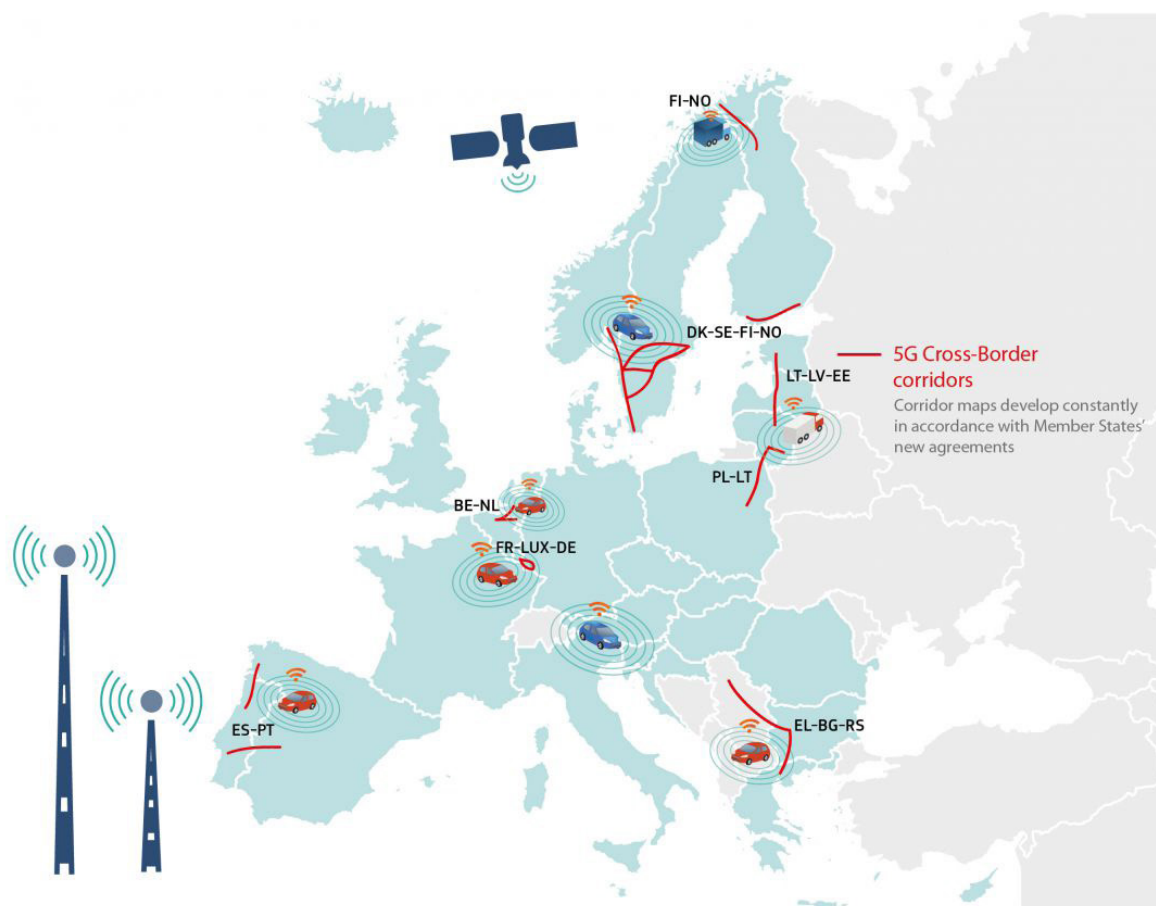 FI-NO
DK-SE-FI-NO
5G Cross-Border
corridors
LT-LV-EE
Corridor maps develop constantly
in accordance with Member States'
new agreements
PL-LT
BE-NL
FR-LUX-DE
ES-PT
EL-BG-RS